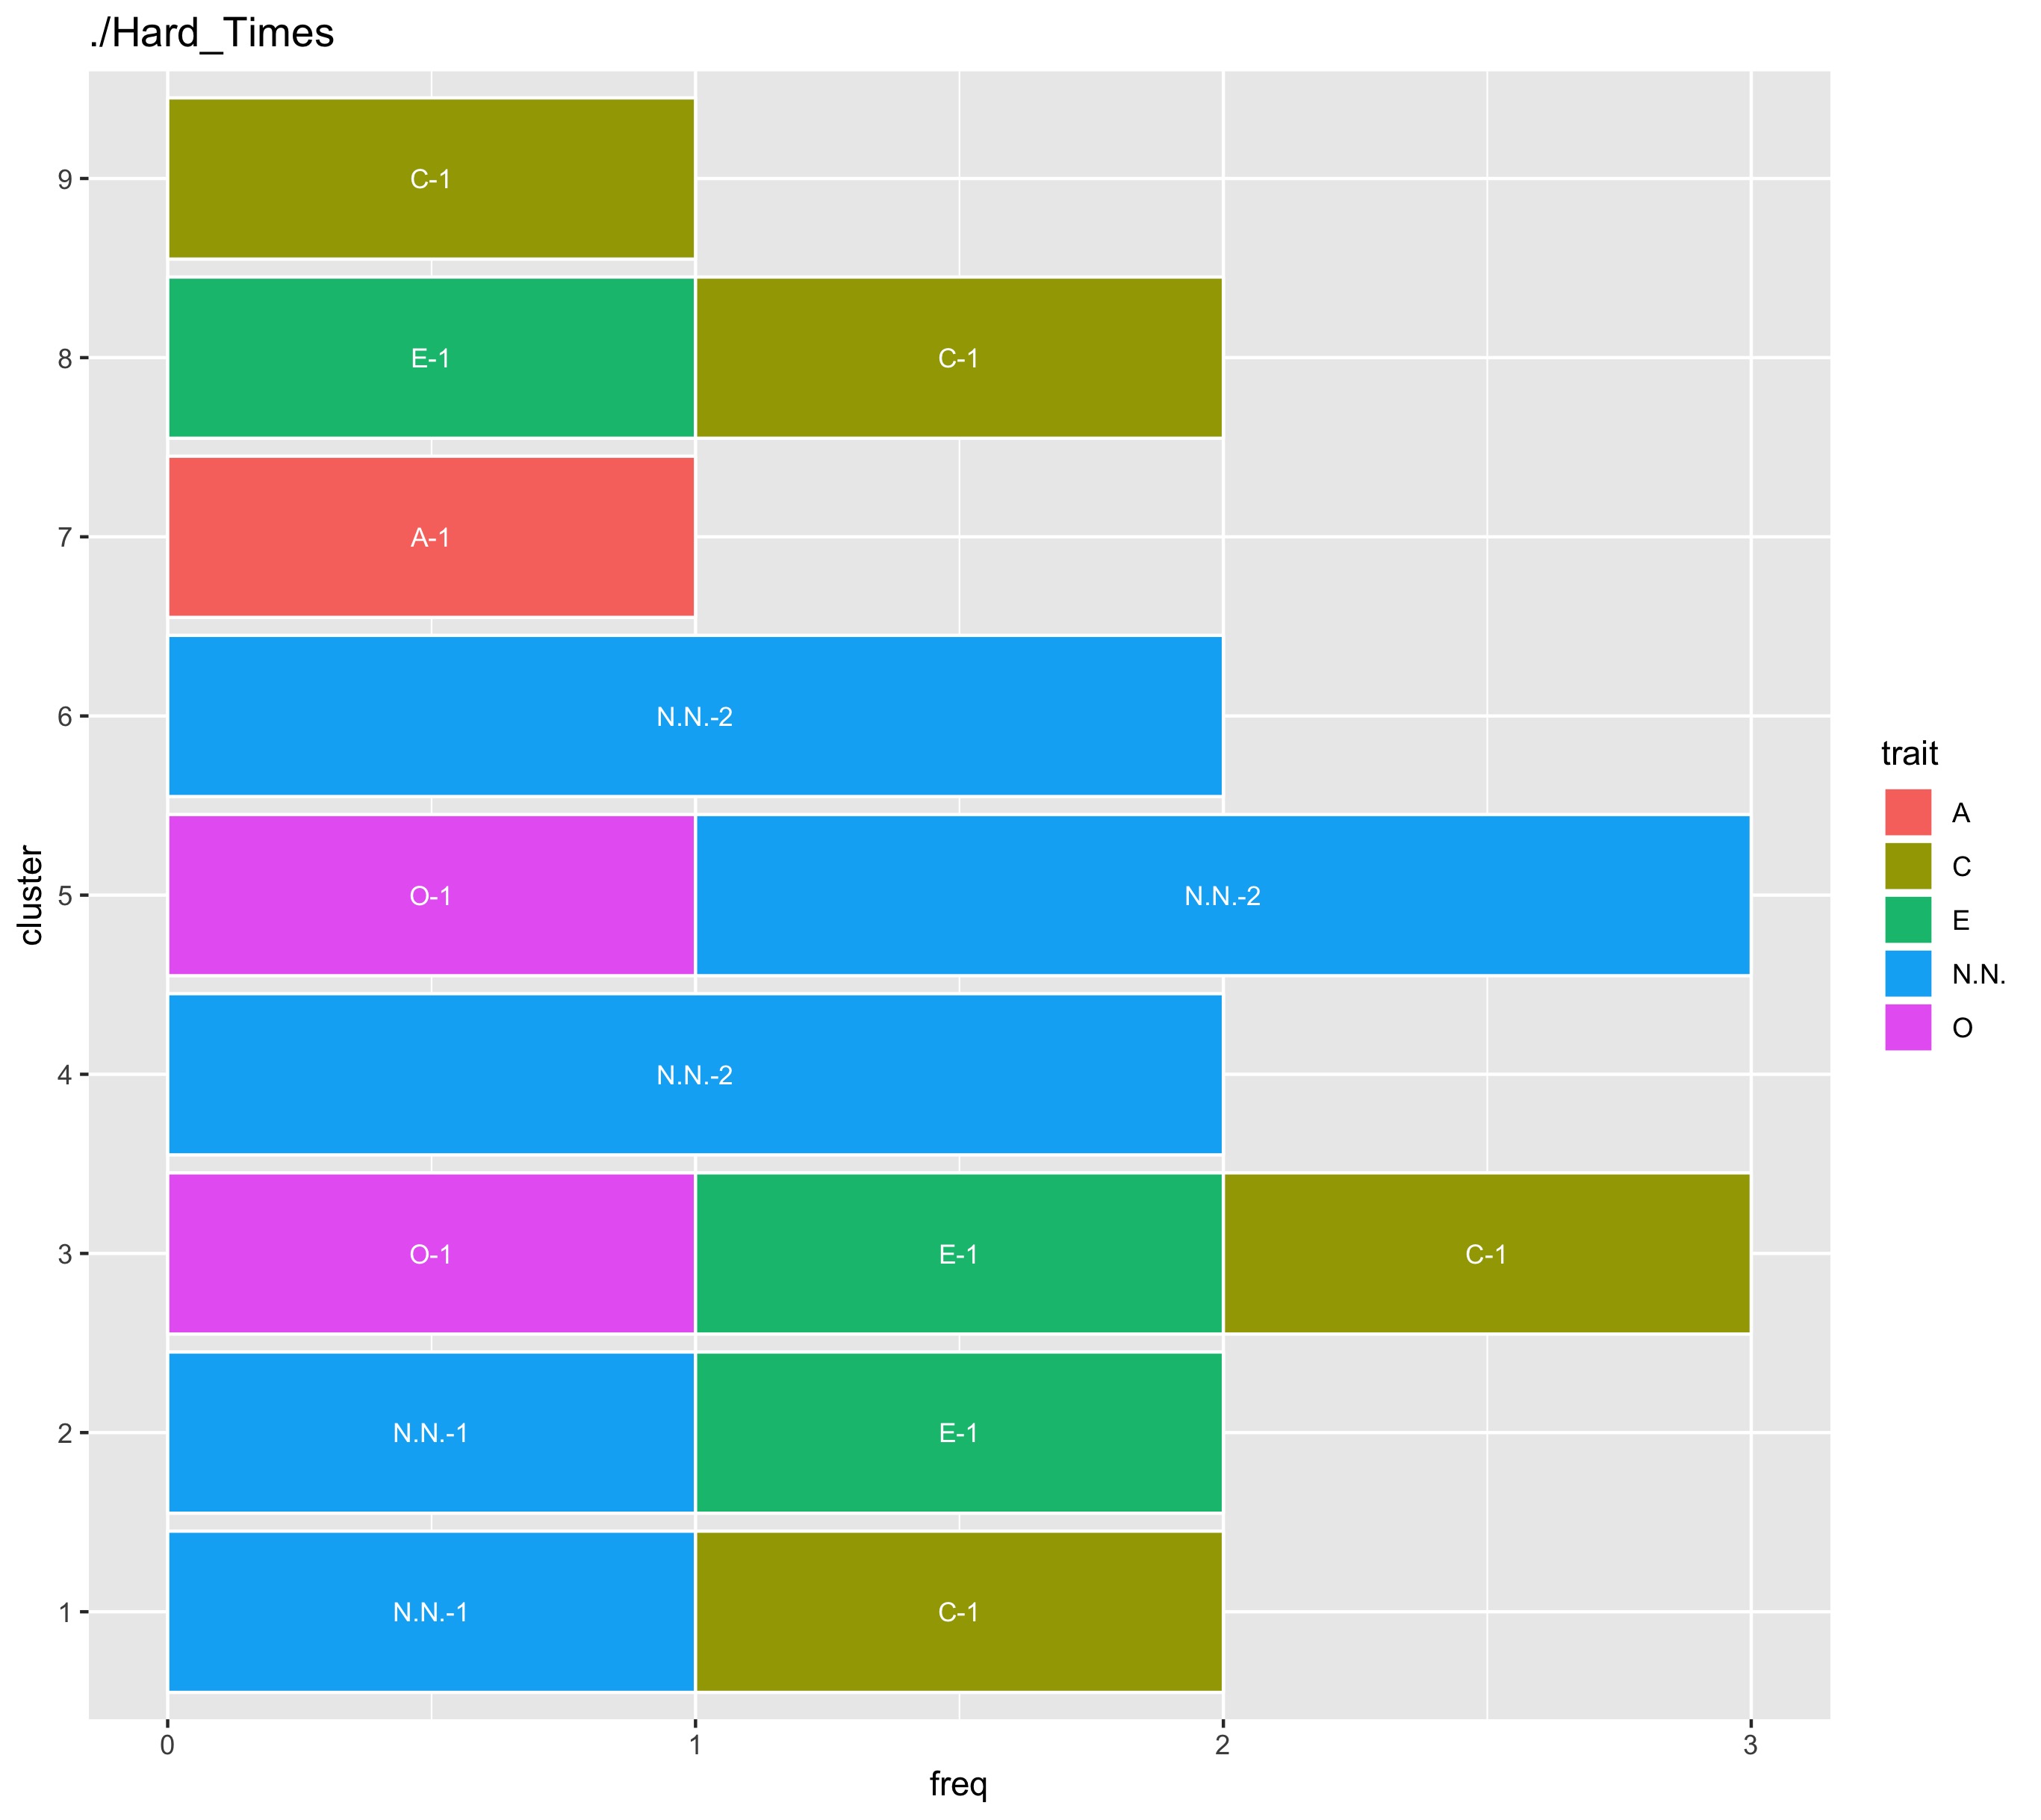 ./Hard_Times
cluster
9
C-1
8
E-1 C-1
7
A-1
6
N.N.-2
5
O-1 N.N.-2
4
N.N.-2
3
O-1 E-1 C-1
2
N.N.-1 E-1
1
N.N.-1 C-1
0 1 2 3
freq
trait
A
C
E
N.N.
O